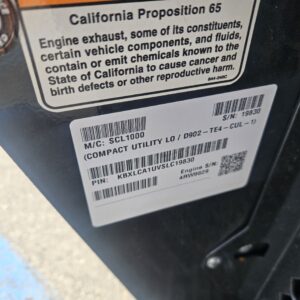 California Proposition 65
Engine exhaust, some of its constituents,
certain vehicle components, and fluids,
contain or emit chemicals known to the
State of California to cause cancer and
birth defects or other reproductive harm.
S/N: 19830
M/C: SCL1000
(COMPACT UTILITY LD / D902-TE4-CUL-1)
PIN: KBXLCA1UVSLC19830
Engine S/N: